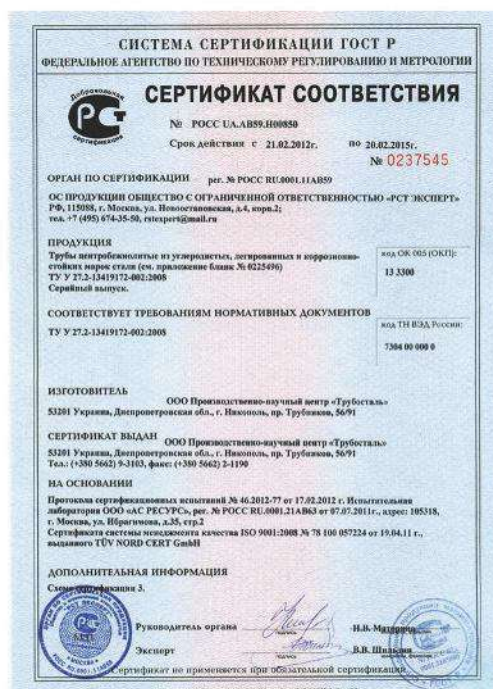 СИСТЕМА СЕРТИФИКАЦИИ ГОСТ Р
ФЕДЕРАЛЬНОЕ АГЕНТСТВО ПО ТЕХНИЧЕСКОМУ РЕГУЛИРОВАНИЮ И МЕТРОЛОГИИ
Добровольная
сертификация
СЕРТИФИКАТ СООТВЕТСТВИЯ
№ РОСС UA.АВ59.Н00850
Срок действия с 21.02.2012г. по 20.02.2015г.
№ 0237545
ОРГАН ПО СЕРТИФИКАЦИИ рег. № РОСС RU.0001.11АВ59
ОС ПРОДУКЦИИ ОБЩЕСТВО С ОГРАНИЧЕННОЙ ОТВЕТСТВЕННОСТЬЮ «РСТ ЭКСПЕРТ»
РФ, 115088, г. Москва, ул. Новоостаповская, д.4, корп.2;
тел. +7 (495) 674-35-50, rstexpert@mail.ru
ПРОДУКЦИЯ
Трубы центробежнолитые из углеродистых, легированных и коррозионно-
стойких марок стали (см. приложение бланк № 0225496)
ТУ У 27.2-13419172-002:2008
Серийный выпуск.
код ОК 005 (ОКП):
13 3300
СООТВЕТСТВУЕТ ТРЕБОВАНИЯМ НОРМАТИВНЫХ ДОКУМЕНТОВ
ТУ У 27.2-13419172-002:2008
код ТН ВЭД России:
7304 00 000 0
ИЗГОТОВИТЕЛЬ
ООО Производственно-научный центр «Трубосталь»
53201 Украина, Днепропетровская обл., г. Никополь, пр. Трубников, 56/91
СЕРТИФИКАТ ВЫДАН
ООО Производственно-научный центр «Трубосталь»
53201 Украина, Днепропетровская обл., г. Никополь, пр. Трубников, 56/91
Тел.: (+380 5662) 9-3103, факс: (+380 5662) 2-1190
НА ОСНОВАНИИ
Протокола сертификационных испытаний № 46.2012-77 от 17.02.2012 г. Испытательная
лаборатория ООО «АС РЕСУРС», рег. № РОСС RU.0001.21АВ63 от 07.07.2011г., адрес: 105318,
г. Москва, ул. Ибрагимова, д.35, стр.2
Сертификата системы менеджмента качества ISO 9001:2008 № 78 100 057224 от 19.04.11 г.,
выданного TÜV NORD CERT GmbH
ДОПОЛНИТЕЛЬНАЯ ИНФОРМАЦИЯ
Схема сертификации 3.
Руководитель органа
подпись
Н.В.
Эксперт
подпись
В.В.
Сертификат не применяется при обязательной сертификации